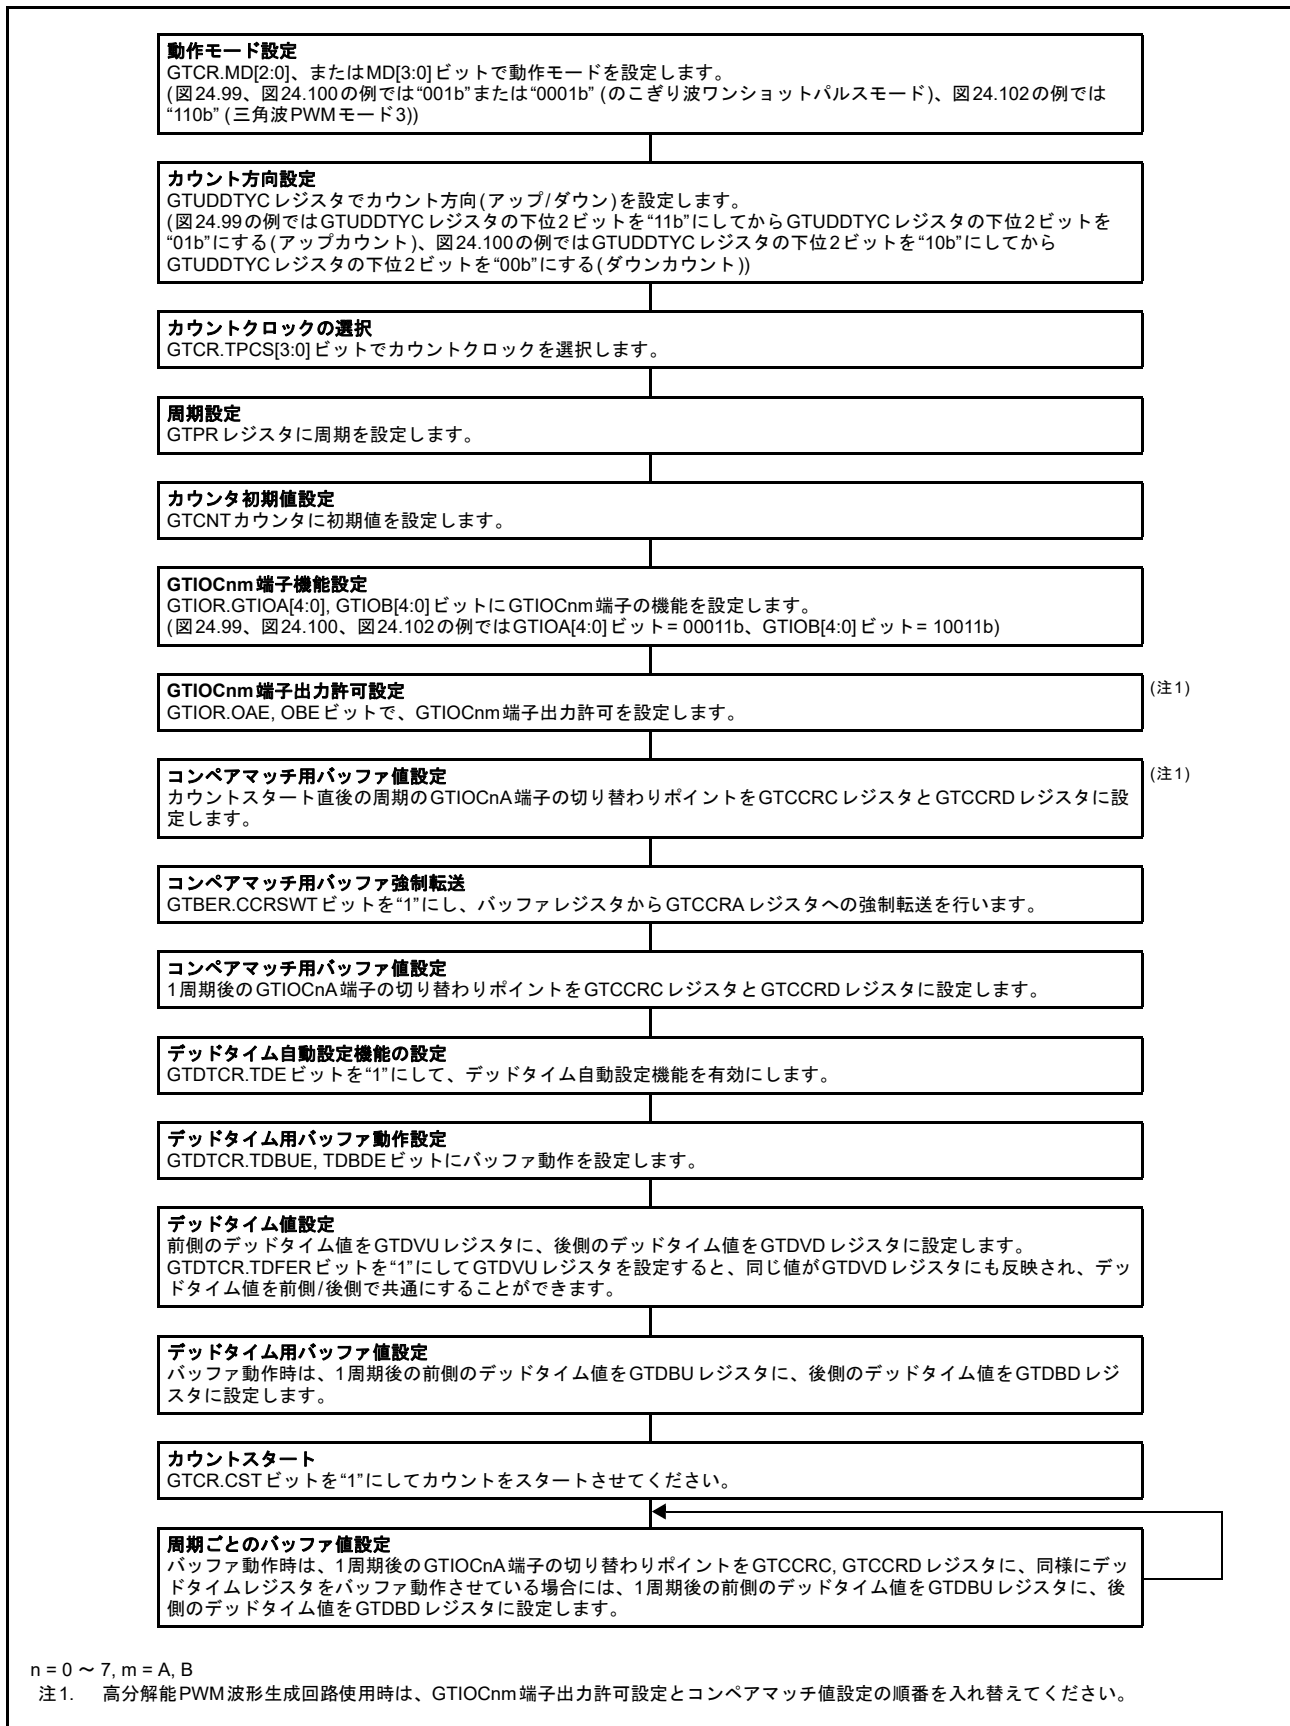 動作モード設定
GTCR.MD[2:0]、またはMD[3:0]ビットで動作モードを設定します。
(図24.99、図24.100の例では“001b”または“0001b” (のこぎり波ワンショットパルスモード)、図24.102の例では
“110b” (三角波PWMモード3))
カウント方向設定
GTUDDTYCレジスタでカウント方向(アップ/ダウン)を設定します。
(図24.99の例ではGTUDDTYCレジスタの下位2ビットを“11b”にしてからGTUDDTYCレジスタの下位2ビットを
“01b”にする(アップカウント)、図24.100の例ではGTUDDTYCレジスタの下位2ビットを“10b”にしてから
GTUDDTYCレジスタの下位2ビットを“00b”にする(ダウンカウント))
カウントクロックの選択
GTCR.TPCS[3:0]ビットでカウントクロックを選択します。
周期設定
GTPRレジスタに周期を設定します。
カウンタ初期値設定
GTCNTカウンタに初期値を設定します。
GTIOCnm端子機能設定
GTIOR.GTIOA[4:0], GTIOB[4:0]ビットにGTIOCnm端子の機能を設定します。
(図24.99、図24.100、図24.102の例ではGTIOA[4:0]ビット= 00011b、GTIOB[4:0]ビット= 10011b)
GTIOCnm端子出力許可設定 (注1)
GTIOR.OAE, OBEビットで、GTIOCnm端子出力許可を設定します。
コンペアマッチ用バッファ値設定 (注1)
カウントスタート直後の周期のGTIOCnA端子の切り替わりポイントをGTCCRCレジスタとGTCCRDレジスタに設
定します。
コンペアマッチ用バッファ強制転送
GTBER.CCRSWTビットを“1”にし、バッファレジスタからGTCCRAレジスタへの強制転送を行います。
コンペアマッチ用バッファ値設定
1周期後のGTIOCnA端子の切り替わりポイントをGTCCRCレジスタとGTCCRDレジスタに設定します。
デッドタイム自動設定機能の設定
GTDTCR.TDEビットを“1”にして、デッドタイム自動設定機能を有効にします。
デッドタイム用バッファ動作設定
GTDTCR.TDBUE, TDBDEビットにバッファ動作を設定します。
デッドタイム値設定
前側のデッドタイム値をGTDVUレジスタに、後側のデッドタイム値をGTDVDレジスタに設定します。
GTDTCR.TDFERビットを“1”にしてGTDVUレジスタを設定すると、同じ値がGTDVDレジスタにも反映され、デッ
ドタイム値を前側/後側で共通にすることができます。
デッドタイム用バッファ値設定
バッファ動作時は、1周期後の前側のデッドタイム値をGTDBUレジスタに、後側のデッドタイム値をGTDBDレジ
スタに設定します。
カウントスタート
GTCR.CSTビットを“1”にしてカウントをスタートさせてください。
周期ごとのバッファ値設定
バッファ動作時は、1周期後のGTIOCnA端子の切り替わりポイントをGTCCRC, GTCCRDレジスタに、同様にデッ
ドタイムレジスタをバッファ動作させている場合には、1周期後の前側のデッドタイム値をGTDBUレジスタに、後
側のデッドタイム値をGTDBDレジスタに設定します。
n = 0 ～ 7, m = A, B
注1. 高分解能PWM波形生成回路使用時は、GTIOCnm端子出力許可設定とコンペアマッチ値設定の順番を入れ替えてください。